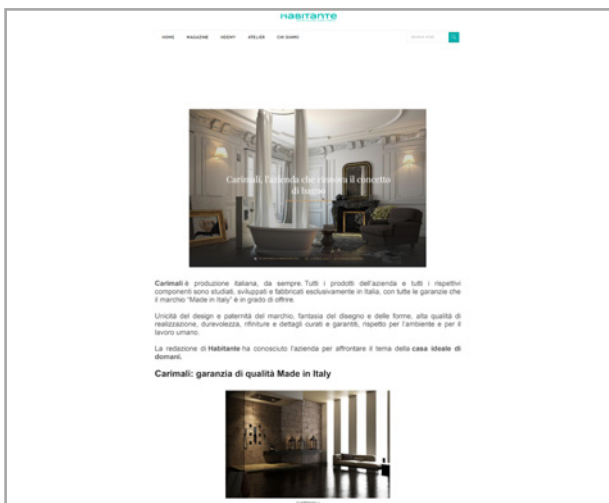 HABITANTE
HOME MAGAZINE HOOMY ATELIER CHI SIAMO
Carimali, l'azienda che rinnova il concetto
di bagno
Carimali è produzione italiana, da sempre. Tutti i prodotti dell'azienda e tutti i rispettivi
componenti sono studiati, sviluppati e fabbricati esclusivamente in Italia, con tutte le garanzie che
il marchio "Made in Italy" è in grado di offrire.
Unicità del design e paternità del marchio, fantasia del disegno e delle forme, alta qualità di
realizzazione, durevolezza, rifiniture e dettagli curati e garantiti, rispetto per l'ambiente e per il
lavoro umano.
La redazione di Habitante ha conosciuto l'azienda per affrontare il tema della casa ideale di
domani.
Carimali: garanzia di qualità Made in Italy